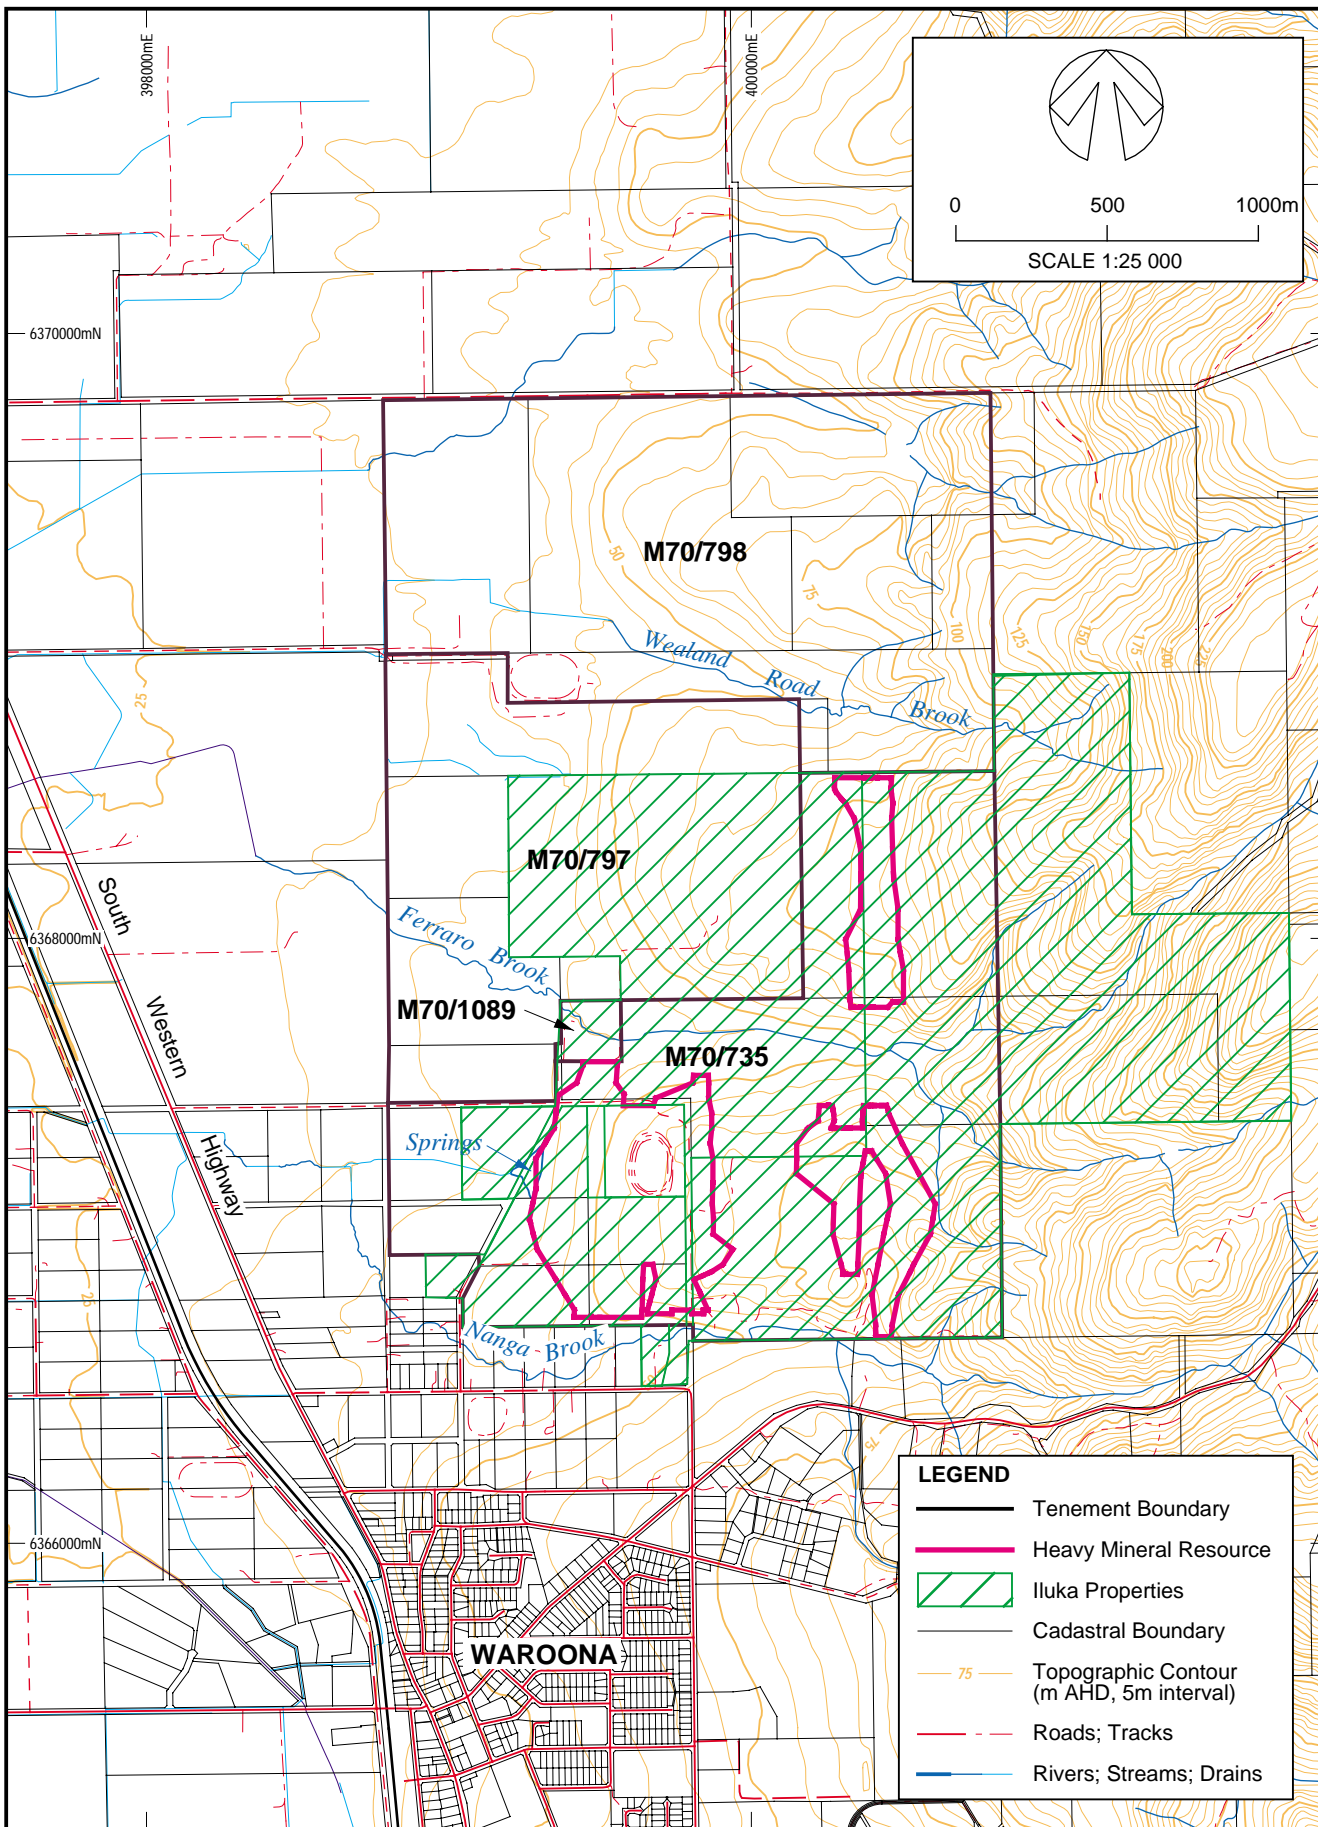 398000mE
400000mE
0 500 1000m
SCALE 1:25 000
6370000mN
M70/798
50
75
100
125
150
175
200
225
Wealand Road Brook
25
M70/797
South Western Highway
6368000mN
Ferraro Brook
M70/1089
M70/735
Springs
25
Nanga Brook
75
LEGEND
Tenement Boundary
Heavy Mineral Resource
Iluka Properties
Cadastral Boundary
75 Topographic Contour
(m AHD, 5m interval)
Roads; Tracks
Rivers; Streams; Drains
6366000mN
WAROONA